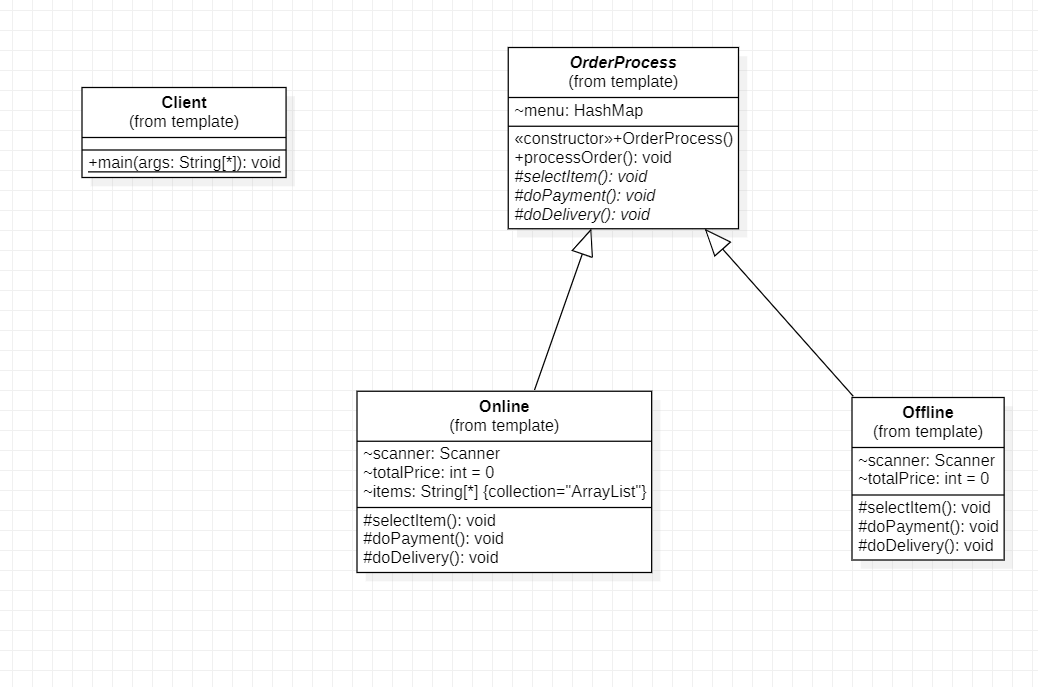 Client
(from template)
+main(args: String[*]): void
OrderProcess
(from template)
~menu: HashMap
«constructor»+OrderProcess()
+processOrder(): void
#selectItem(): void
#doPayment(): void
#doDelivery(): void
Online
(from template)
~scanner: Scanner
~totalPrice: int = 0
~items: String[*] {collection="ArrayList"}
#selectItem(): void
#doPayment(): void
#doDelivery(): void
Offline
(from template)
~scanner: Scanner
~totalPrice: int = 0
#selectItem(): void
#doPayment(): void
#doDelivery(): void